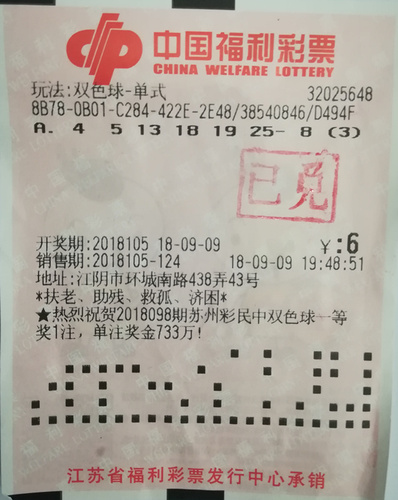 中国福利彩票
CHINA WELFARE LOTTERY
玩法:双色球-单式 32025648
8B78-0B01-C284-422E-2E48/38540846/D494F
A. 4 5 13 18 19 25- 8 (3)
已兑
开奖期:2018105 18-09-09 ¥:6
销售期:2018105-124 18-09-09 19:48:51
地址:江阴市环城南路438弄43号
*扶老、助残、救孤、济困*
★热烈祝贺2018098期苏州彩民中双色球一等
奖1注，单注奖金733万!
江苏省福利彩票发行中心承销